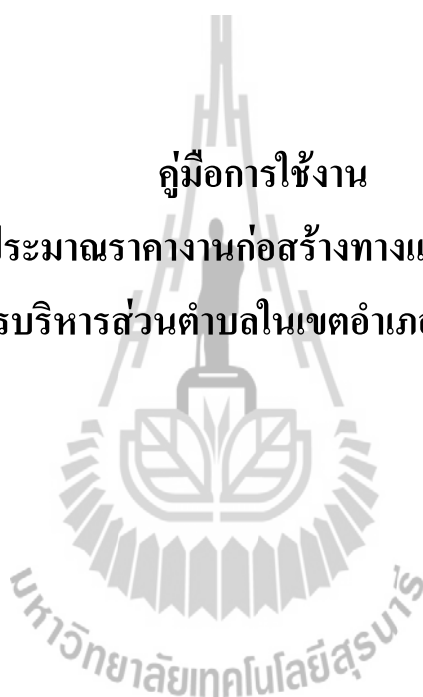 คู่มือการใช้งาน
ประมาณราคางานก่อสร้างทางแ
รบริหารส่วนตำบลในเขตอำเภอ
มหาวิทยาลัยเทคโนโลยีสุรนารี